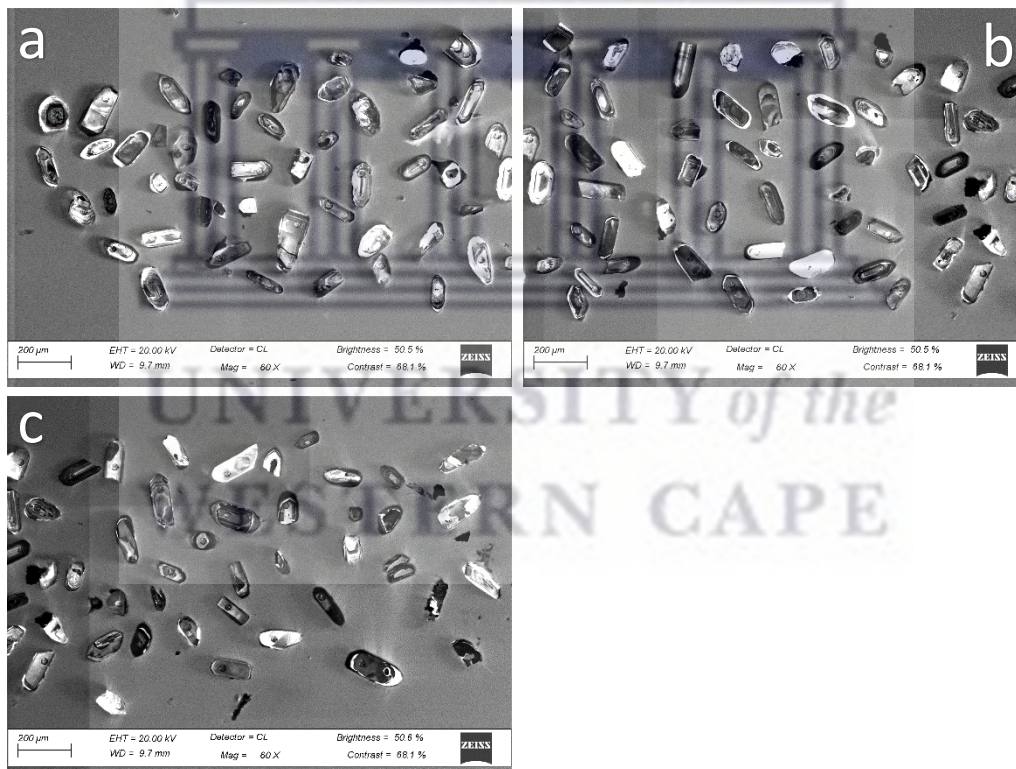 a
b
200 µm
EHT = 20.00 kV
Detector = CL
Brightness = 50.5 %
WD = 9.7 mm
Mag = 60 X
Contrast = 68.1 %
ZEISS
200 µm
EHT = 20.00 kV
Detector = CL
Brightness = 50.5 %
WD = 9.7 mm
Mag = 60 X
Contrast = 68.1 %
ZEISS
UNIVERSITY of the
WESTERN CAPE
c
200 µm
EHT = 20.00 kV
Detector = CL
Brightness = 50.6 %
WD = 9.7 mm
Mag = 60 X
Contrast = 68.1 %
ZEISS